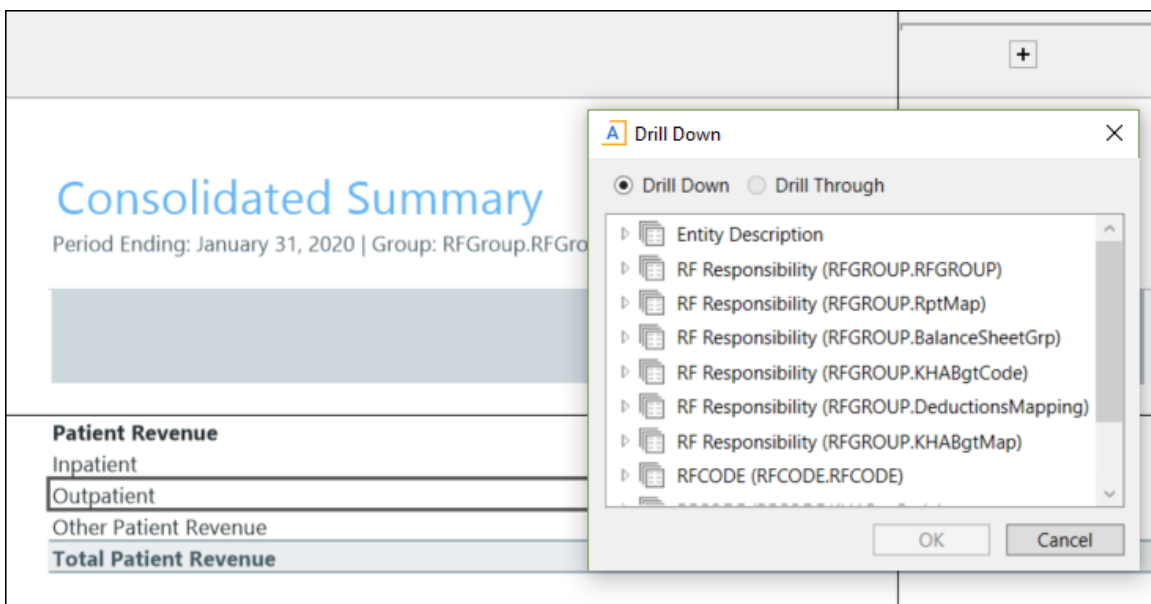 +
A Drill Down
Drill Down Drill Through
Consolidated Summary
Period Ending: January 31, 2020 | Group: RFGroup.RFGro
Entity Description
RF Responsibility (RFGROUP.RFGROUP)
RF Responsibility (RFGROUP.RptMap)
RF Responsibility (RFGROUP.BalanceSheetGrp)
RF Responsibility (RFGROUP.KHABgtCode)
RF Responsibility (RFGROUP.DeductionsMapping)
RF Responsibility (RFGROUP.KHABgtMap)
RFCODE (RFCODE.RFCODE)
OK Cancel
Patient Revenue
Inpatient
Outpatient
Other Patient Revenue
Total Patient Revenue